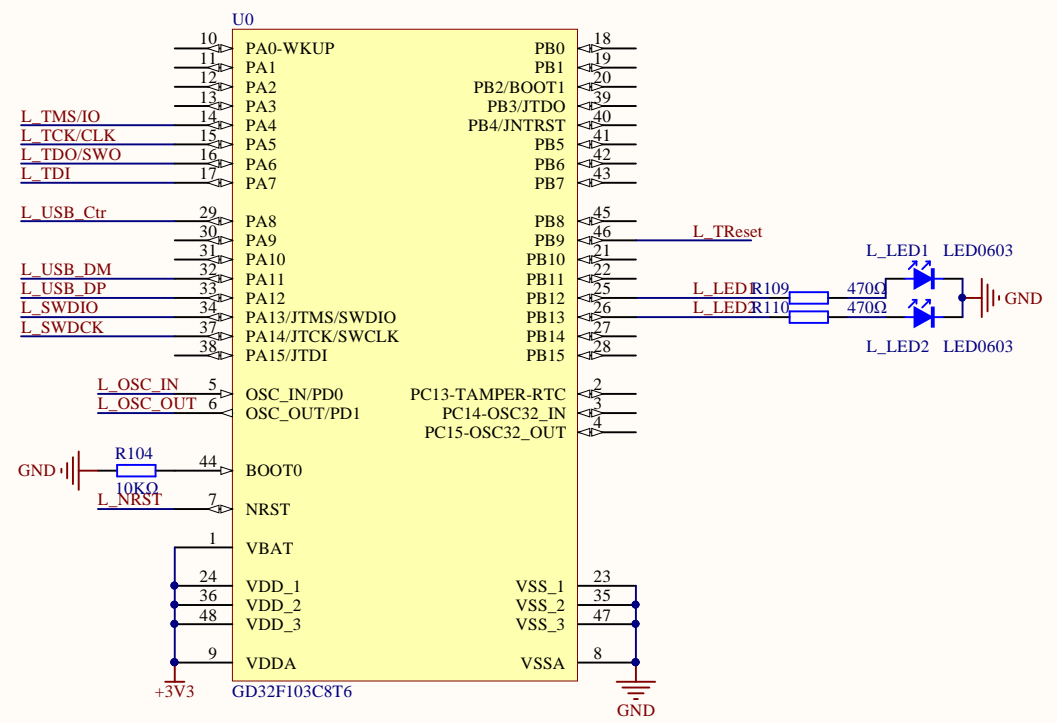 U0
10 PA0-WKUP PB0 18
11 PA1 PB1 19
12 PA2 PB2/BOOT1 20
13 PA3 PB3/JTDO 39
L_TMS/IO 14 PA4 PB4/JNTRST 40
L_TCK/CLK 15 PA5 PB5 41
L_TDO/SWO 16 PA6 PB6 42
L_TDI 17 PA7 PB7 43
L_USB_Ctr 29 PA8 PB8 45
30 PA9 PB9 46 L_TReset
31 PA10 PB10 21 L_LED1 LED0603
L_USB_DM 32 PA11 PB11 22
L_USB_DP 33 PA12 PB12 25 L_LED1 R109 470Ω GND
L_SWDIO 34 PA13/JTMS/SWDIO PB13 26 L_LED2 R110 470Ω
L_SWDCK 37 PA14/JTCK/SWCLK PB14 27
38 PA15/JTDI PB15 28 L_LED2 LED0603
L_OSC_IN 5 OSC_IN/PD0 PC13-TAMPER-RTC 2
L_OSC_OUT 6 OSC_OUT/PD1 PC14-OSC32_IN 3
PC15-OSC32_OUT 4
R104
GND 44 BOOT0
10KΩ
L_NRST 7 NRST
1 VBAT
24 VDD_1 VSS_1 23
36 VDD_2 VSS_2 35
48 VDD_3 VSS_3 47
9 VDDA VSSA 8
+3V3 GD32F103C8T6
GND